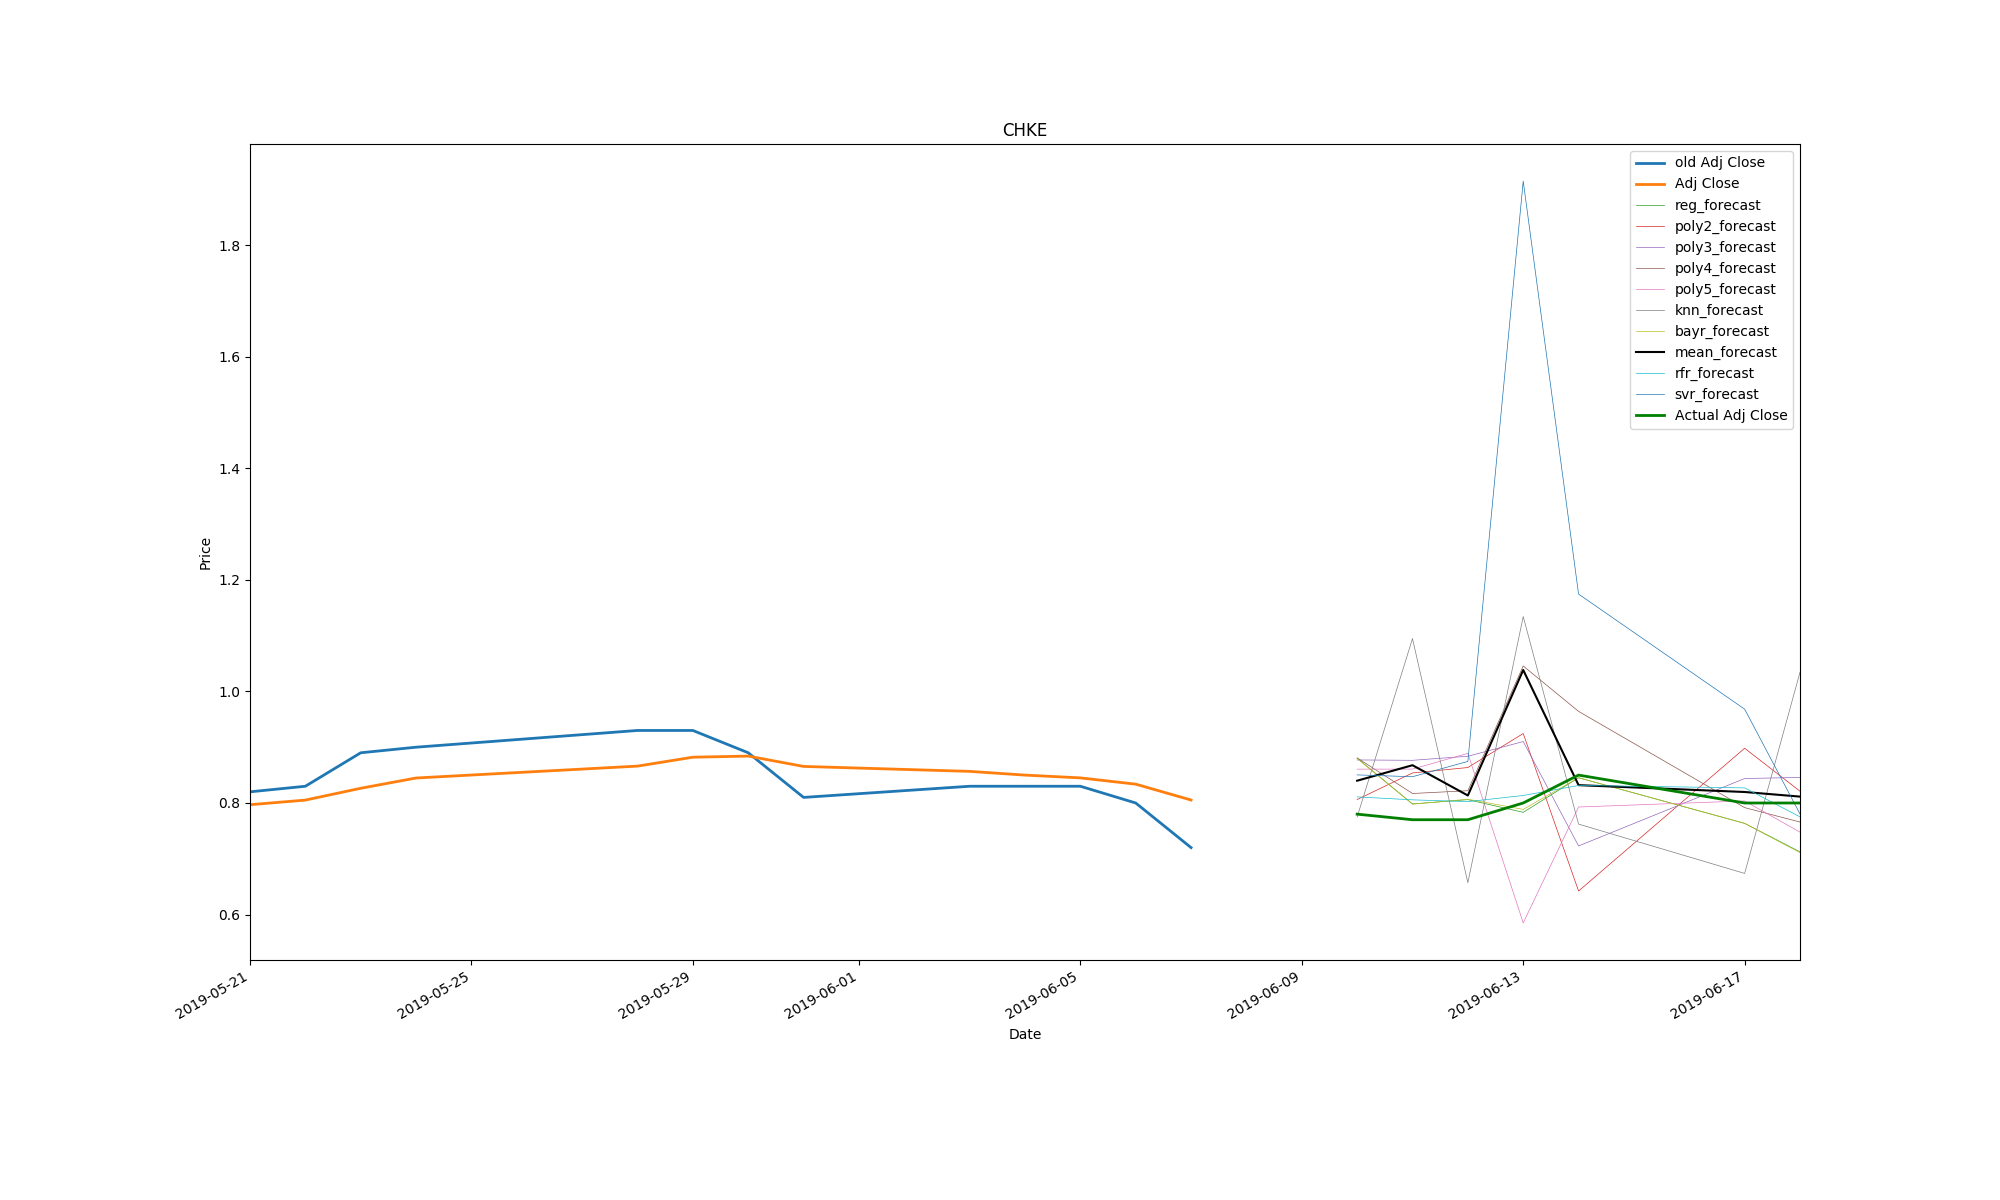 CHKE
old Adj Close
Adj Close
reg_forecast
poly2_forecast
poly3_forecast
poly4_forecast
poly5_forecast
knn_forecast
bayr_forecast
mean_forecast
rfr_forecast
svr_forecast
Actual Adj Close
1.8
1.6
1.4
1.2
1.0
0.8
0.6
Price
2019-05-21
2019-05-25
2019-05-29
2019-06-01
2019-06-05
2019-06-09
2019-06-13
2019-06-17
Date